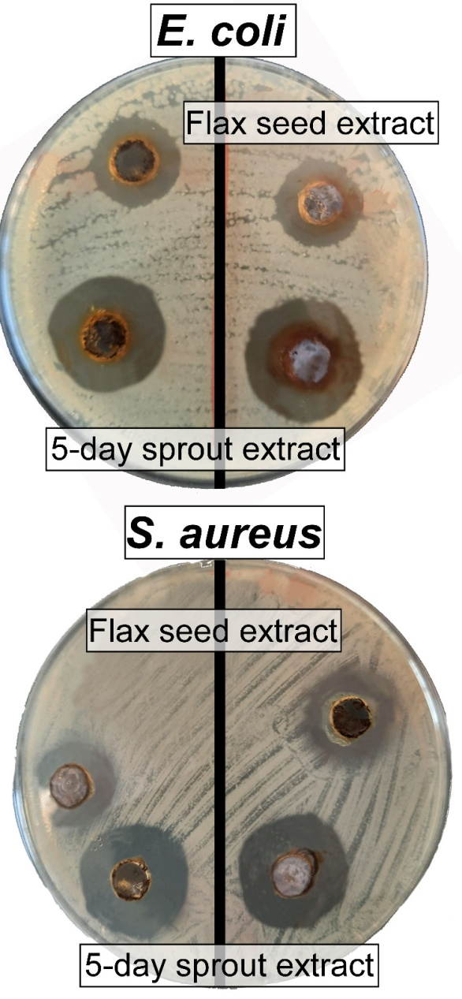 E. coli
Flax seed extract
5-day sprout extract
S. aureus
Flax seed extract
5-day sprout extract